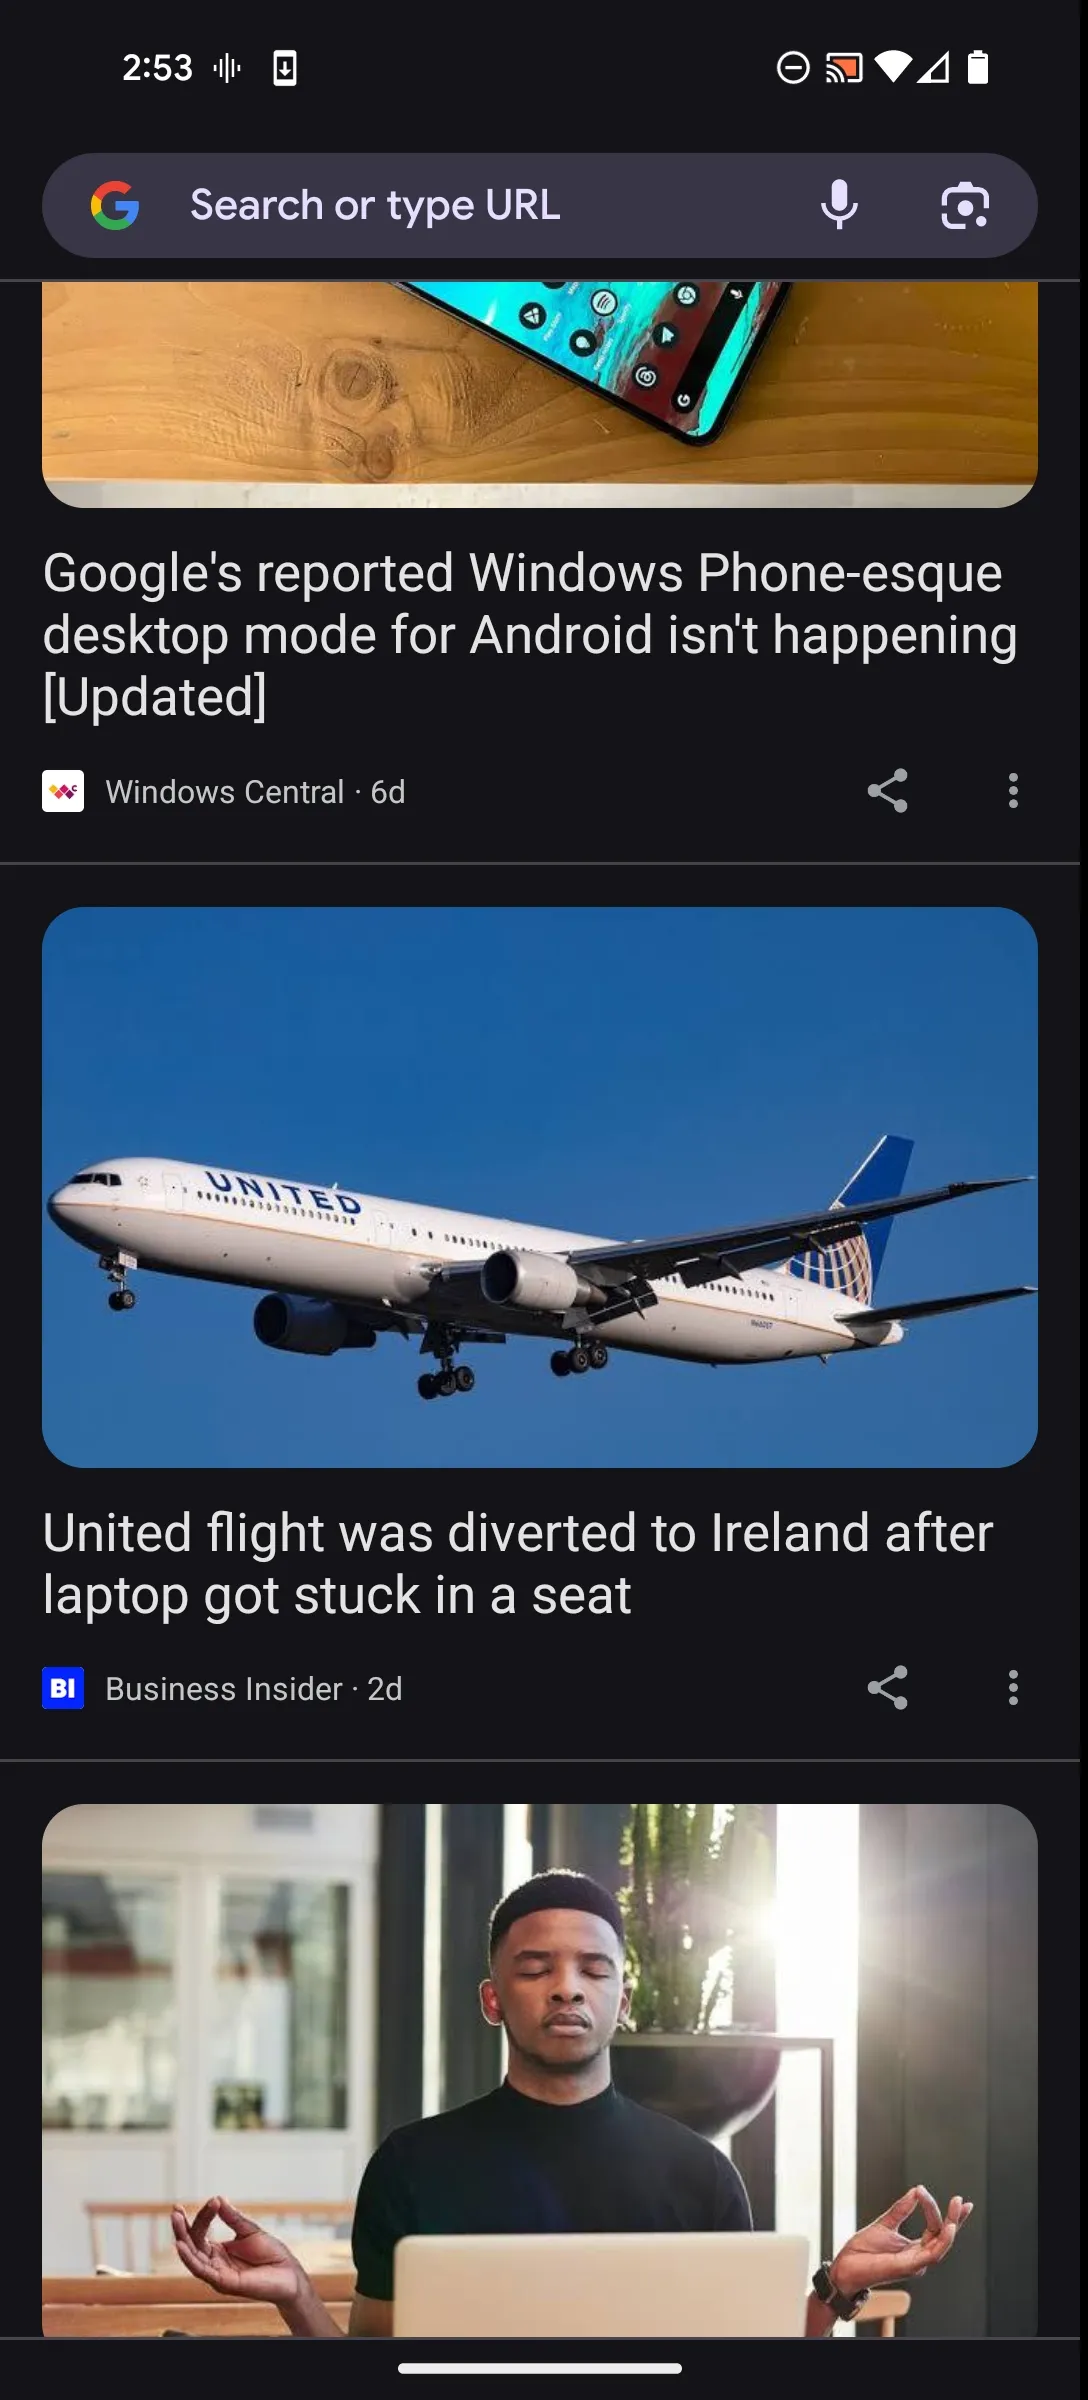 2:53
Search or type URL
Google's reported Windows Phone-esque
desktop mode for Android isn't happening
[Updated]
Windows Central · 6d
UNITED
United flight was diverted to Ireland after
laptop got stuck in a seat
BI
Business Insider · 2d